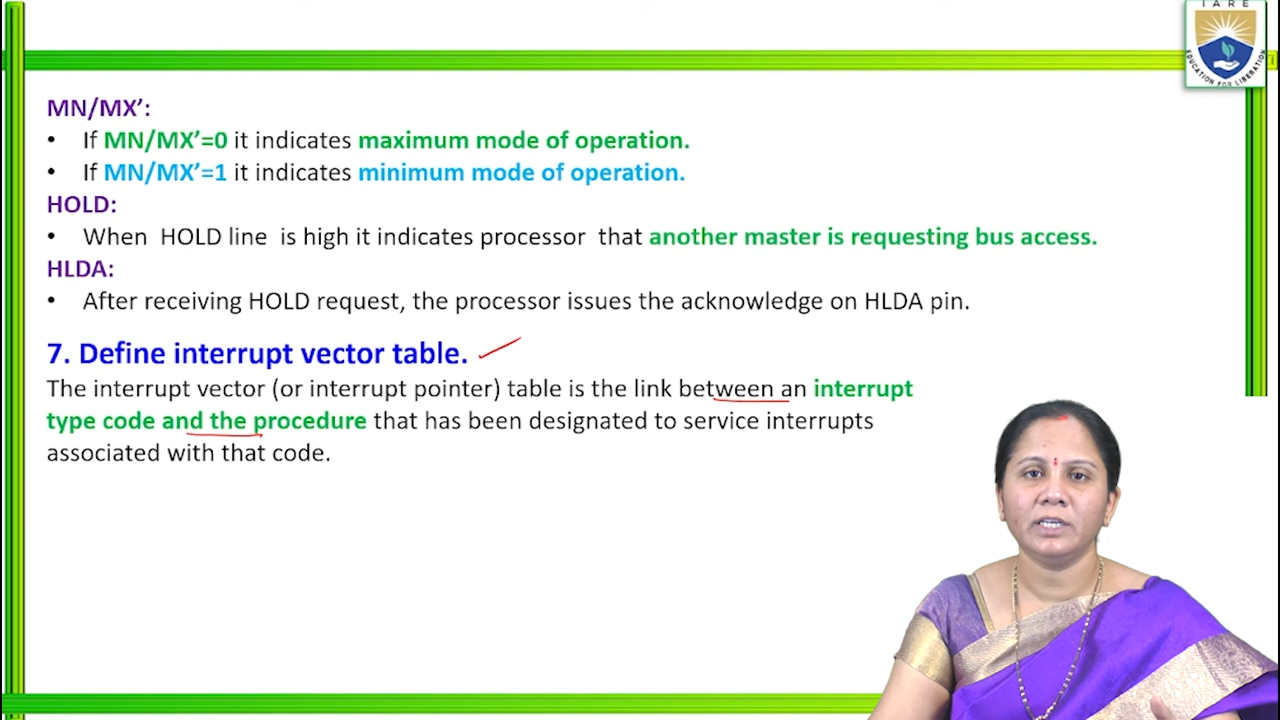 IARE
EDUCATION FOR LIBERATION
MN/MX’:
• If MN/MX’=0 it indicates maximum mode of operation.
• If MN/MX’=1 it indicates minimum mode of operation.
HOLD:
• When HOLD line is high it indicates processor that another master is requesting bus access.
HLDA:
• After receiving HOLD request, the processor issues the acknowledge on HLDA pin.
7. Define interrupt vector table.
The interrupt vector (or interrupt pointer) table is the link between an interrupt
type code and the procedure that has been designated to service interrupts
associated with that code.